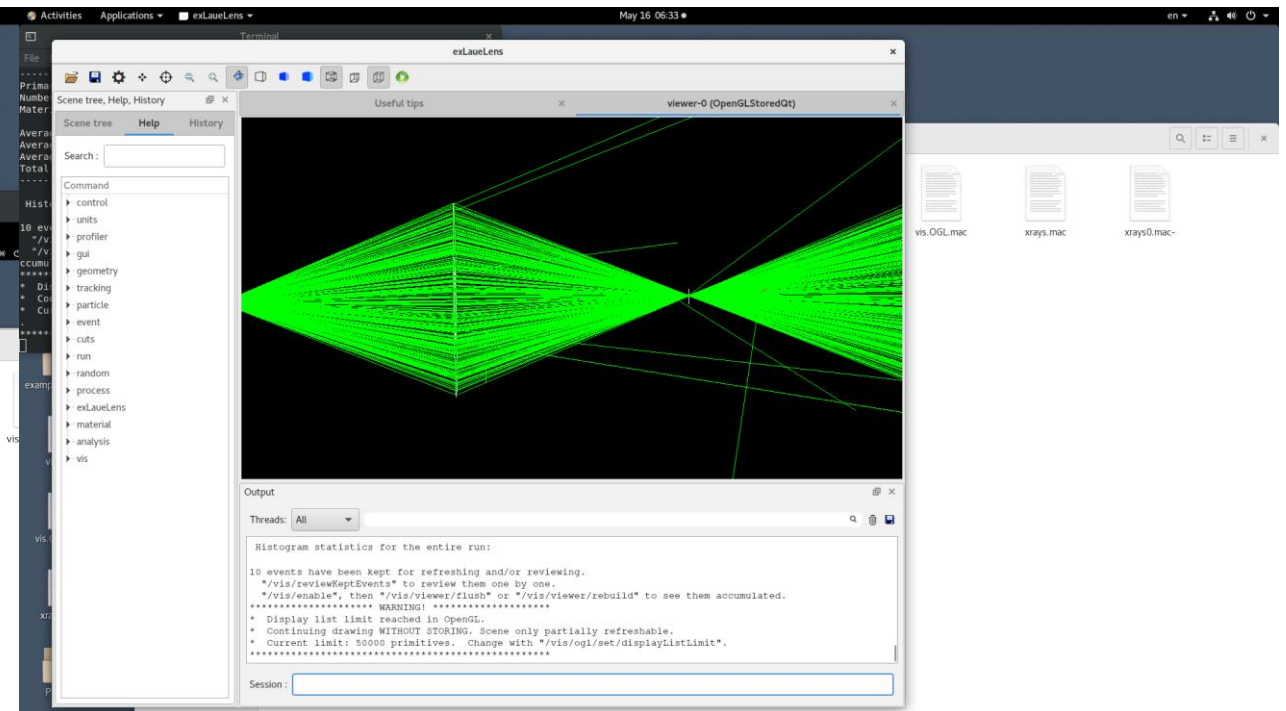 Activities Applications exLaueLens May 16 06:33 en
Terminal
File
exLaueLens
Scene tree, Help, History
Useful tips
viewer-0 (OpenGLStoredQt)
Scene tree Help History
Search :
Command
control
units
profiler
gui
geometry
tracking
particle
event
cuts
run
random
process
exLaueLens
material
analysis
vis
-----
Prima
Numbe
Mater
Avera
Avera
Avera
Total
-----
Histo
10 eve
"/vi
"/v
ccumu
*****
* Di
* Co
* Cu
.
*****
examp
vis
vis.
xra
vis.OGL.mac
xrays.mac
xrays0.mac~
Output
Threads: All
Histogram statistics for the entire run:
10 events have been kept for refreshing and/or reviewing.
"/vis/reviewKeptEvents" to review them one by one.
"/vis/enable", then "/vis/viewer/flush" or "/vis/viewer/rebuild" to see them accumulated.
********************* WARNING! ********************
* Display list limit reached in OpenGL.
* Continuing drawing WITHOUT STORING. Scene only partially refreshable.
* Current limit: 50000 primitives. Change with "/vis/ogl/set/displayListLimit".
***************************************************
Session :